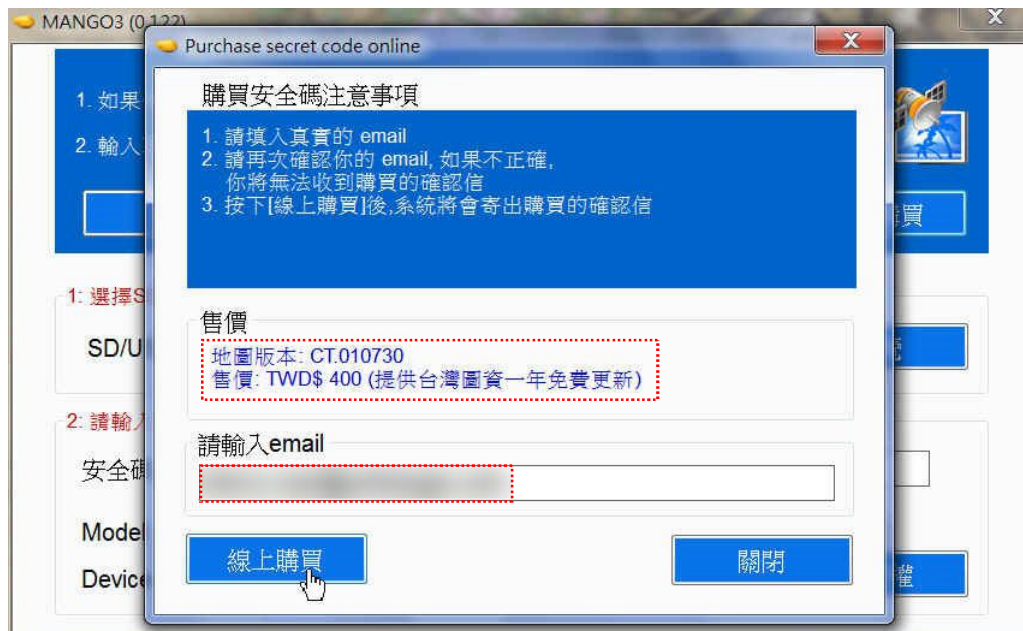 MANGO3 (0.122)
Purchase secret code online
1. 如果
2. 輸入
購買安全碼注意事項
1. 請填入真實的 email
2. 請再次確認你的 email, 如果不正確,
你將無法收到購買的確認信
3. 按下[線上購買]後,系統將會寄出購買的確認信
買
1: 選擇S
SD/U
售價
地圖版本: CT.010730
售價: TWD$ 400 (提供台灣圖資一年免費更新)
2: 請輸入
請輸入email
安全碼
Model
Device
線上購買
關閉
權